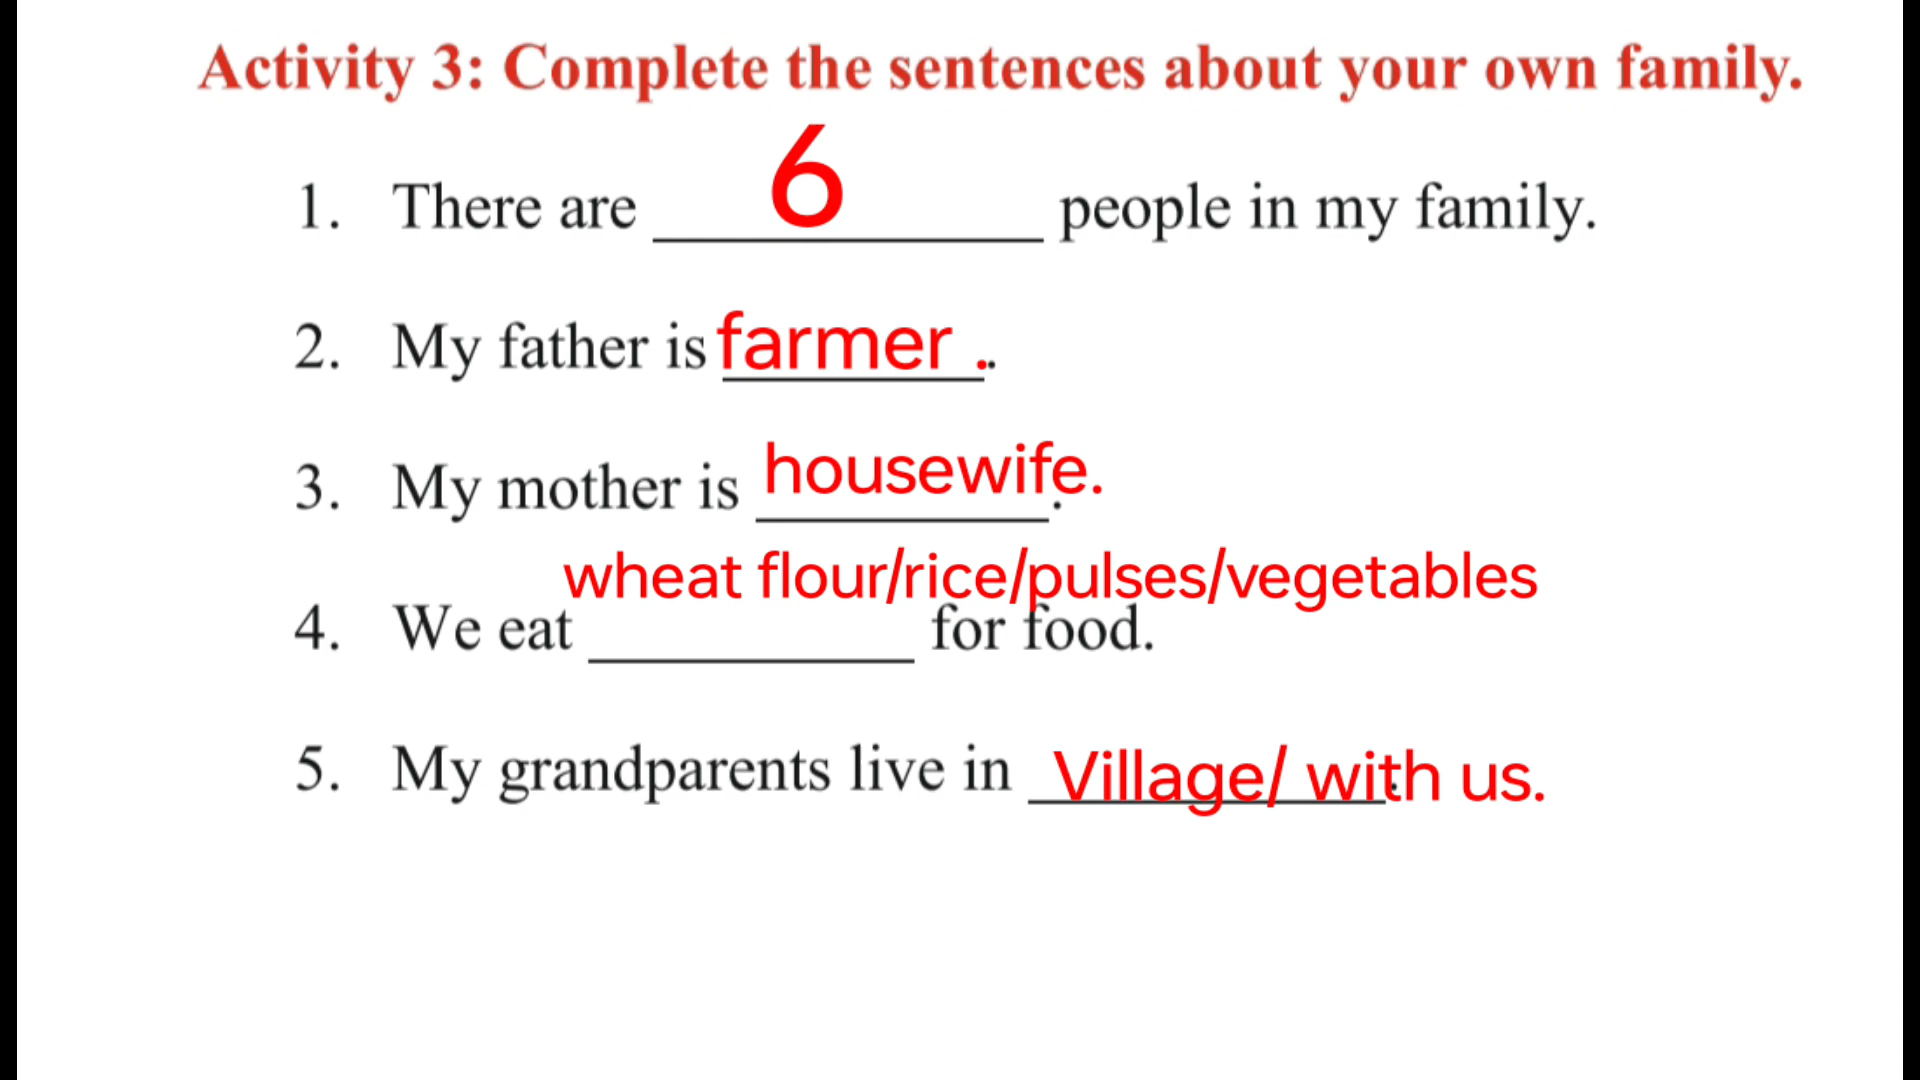 Activity 3: Complete the sentences about your own family.
1. There are 6 people in my family.
2. My father is farmer ..
3. My mother is housewife..
wheat flour/rice/pulses/vegetables
4. We eat __________ for food.
5. My grandparents live in Village/ with us.